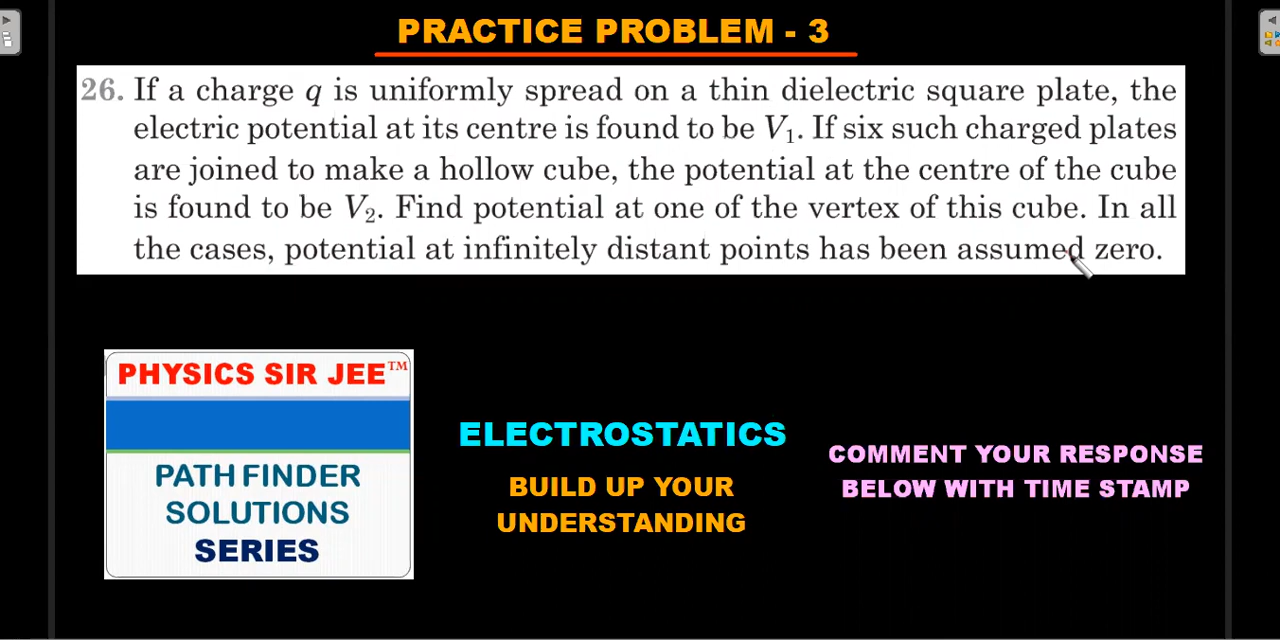 PRACTICE PROBLEM - 3
26. If a charge q is uniformly spread on a thin dielectric square plate, the
electric potential at its centre is found to be V₁. If six such charged plates
are joined to make a hollow cube, the potential at the centre of the cube
is found to be V₂. Find potential at one of the vertex of this cube. In all
the cases, potential at infinitely distant points has been assumed zero.
PHYSICS SIR JEE™
PATH FINDER
SOLUTIONS
SERIES
ELECTROSTATICS
BUILD UP YOUR
UNDERSTANDING
COMMENT YOUR RESPONSE
BELOW WITH TIME STAMP